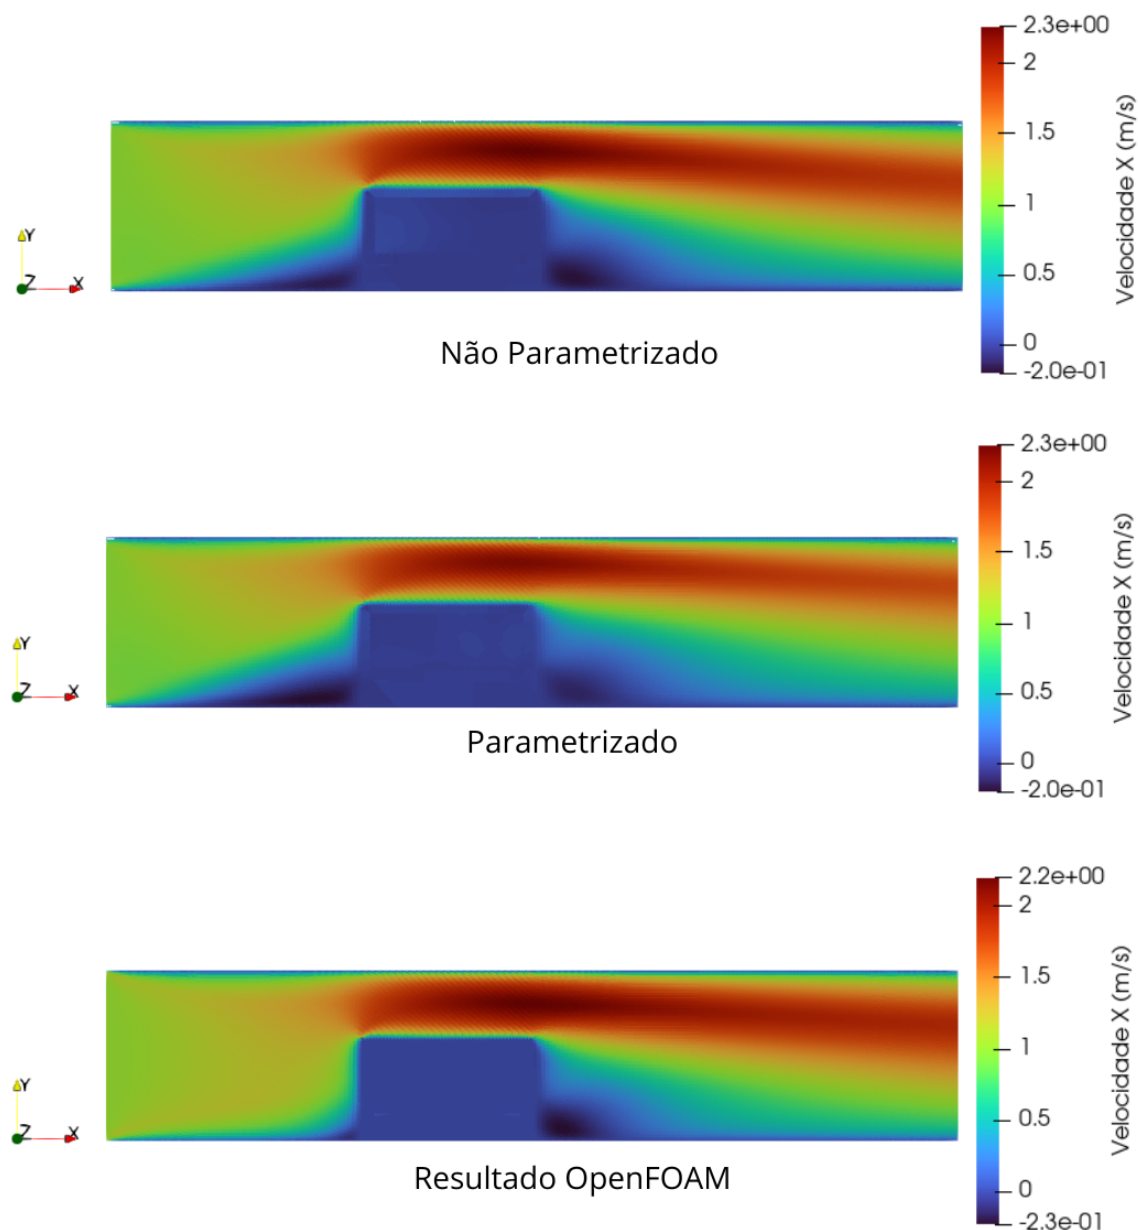 2.3e+00
2
1.5
1
0.5
0
-2.0e-01
Velocidade X (m/s)
Y
Z
X
Não Parametrizado
2.3e+00
2
1.5
1
0.5
0
-2.0e-01
Velocidade X (m/s)
Y
Z
X
Parametrizado
2.2e+00
2
1.5
1
0.5
0
-2.3e-01
Velocidade X (m/s)
Y
Z
X
Resultado OpenFOAM